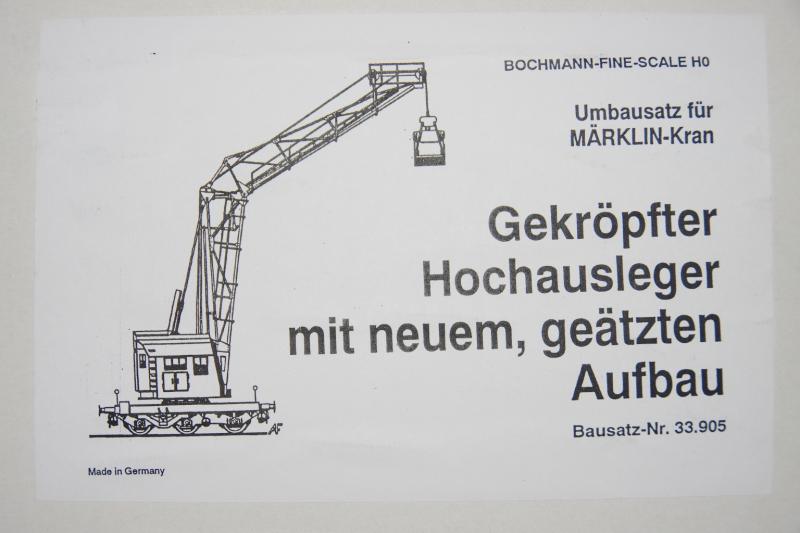 BOCHMANN-FINE-SCALE H0
Umbausatz für
MÄRKLIN-Kran
Gekröpfter
Hochausleger
mit neuem, geätzten
Aufbau
Bausatz-Nr. 33.905
AF
Made in Germany